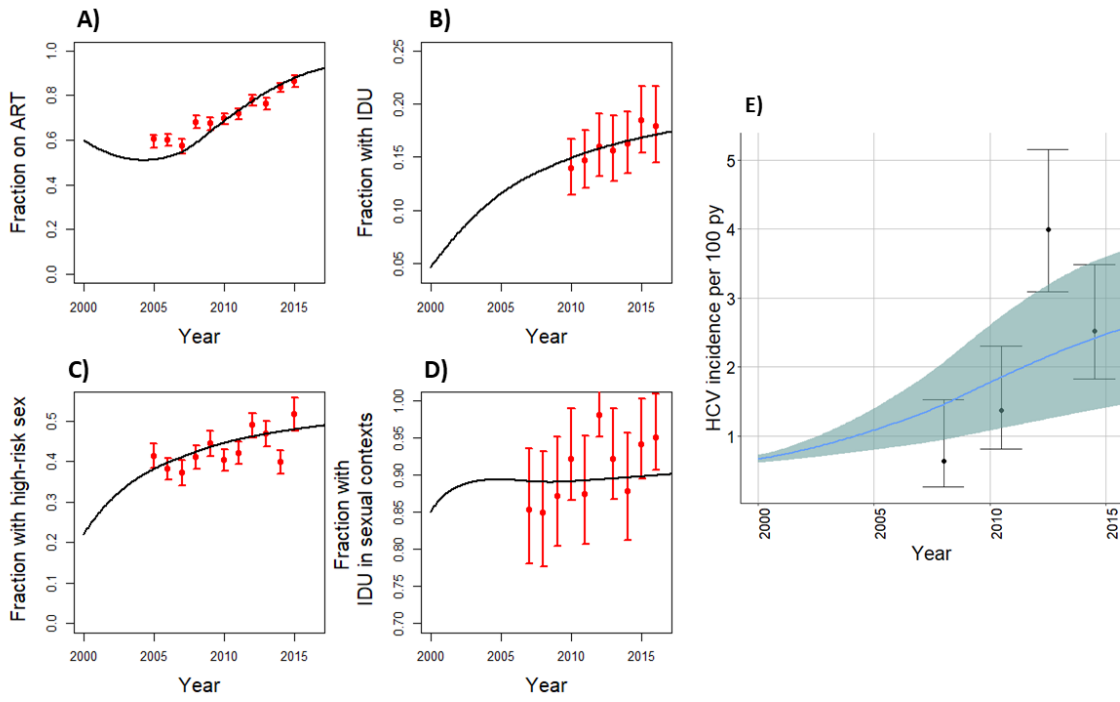 A)
Fraction on ART
1.0
0.8
0.6
0.4
0.2
0.0
2000 2005 2010 2015
Year
B)
Fraction with IDU
0.25
0.20
0.15
0.10
0.05
2000 2005 2010 2015
Year
C)
Fraction with high-risk sex
0.5
0.4
0.3
0.2
0.1
0.0
2000 2005 2010 2015
Year
D)
Fraction with
IDU in sexual contexts
1.00
0.95
0.90
0.85
0.80
0.75
0.70
2000 2005 2010 2015
Year
E)
HCV incidence per 100 py
5
4
3
2
1
2000 2005 2010 2015
Year